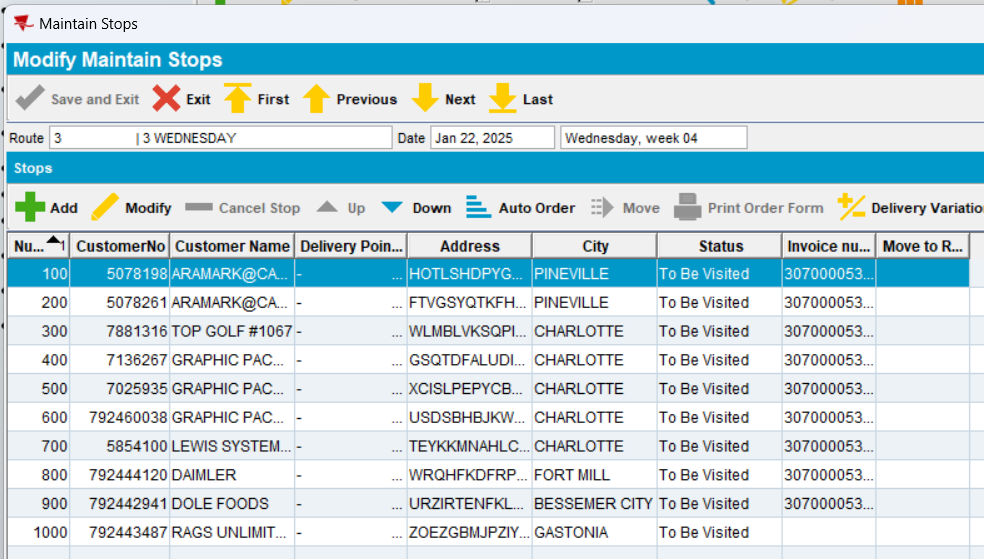 Maintain Stops
Modify Maintain Stops
Save and Exit Exit First Previous Next Last
Route 3 | 3 WEDNESDAY Date Jan 22, 2025 Wednesday, week 04
Stops
Add Modify Cancel Stop Up Down Auto Order Move Print Order Form Delivery Variatio
Nu... 1 CustomerNo Customer Name Delivery Poin... Address City Status Invoice nu... Move to R...
100 5078198 ARAMARK@CA... - ... HOTLSHDPYG... PINEVILLE To Be Visited 307000053...
200 5078261 ARAMARK@CA... - ... FTVGSYQTKFH... PINEVILLE To Be Visited 307000053...
300 7881316 TOP GOLF #1067 - ... WLMBLVKSQPI... CHARLOTTE To Be Visited 307000053...
400 7136267 GRAPHIC PAC... - ... GSQTDFALUDI... CHARLOTTE To Be Visited 307000053...
500 7025935 GRAPHIC PAC... - ... XCISLPEPYCB... CHARLOTTE To Be Visited 307000053...
600 792460038 GRAPHIC PAC... - ... USDSBHBJKW... CHARLOTTE To Be Visited 307000053...
700 5854100 LEWIS SYSTEM... - ... TEYKKMNAHLC... CHARLOTTE To Be Visited 307000053...
800 792444120 DAIMLER - ... WRQHFKDFRP... FORT MILL To Be Visited 307000053...
900 792442941 DOLE FOODS - ... URZIRTENFKL... BESSEMER CITY To Be Visited 307000053...
1000 792443487 RAGS UNLIMIT... - ... ZOEZGBMJPZIY... GASTONIA To Be Visited